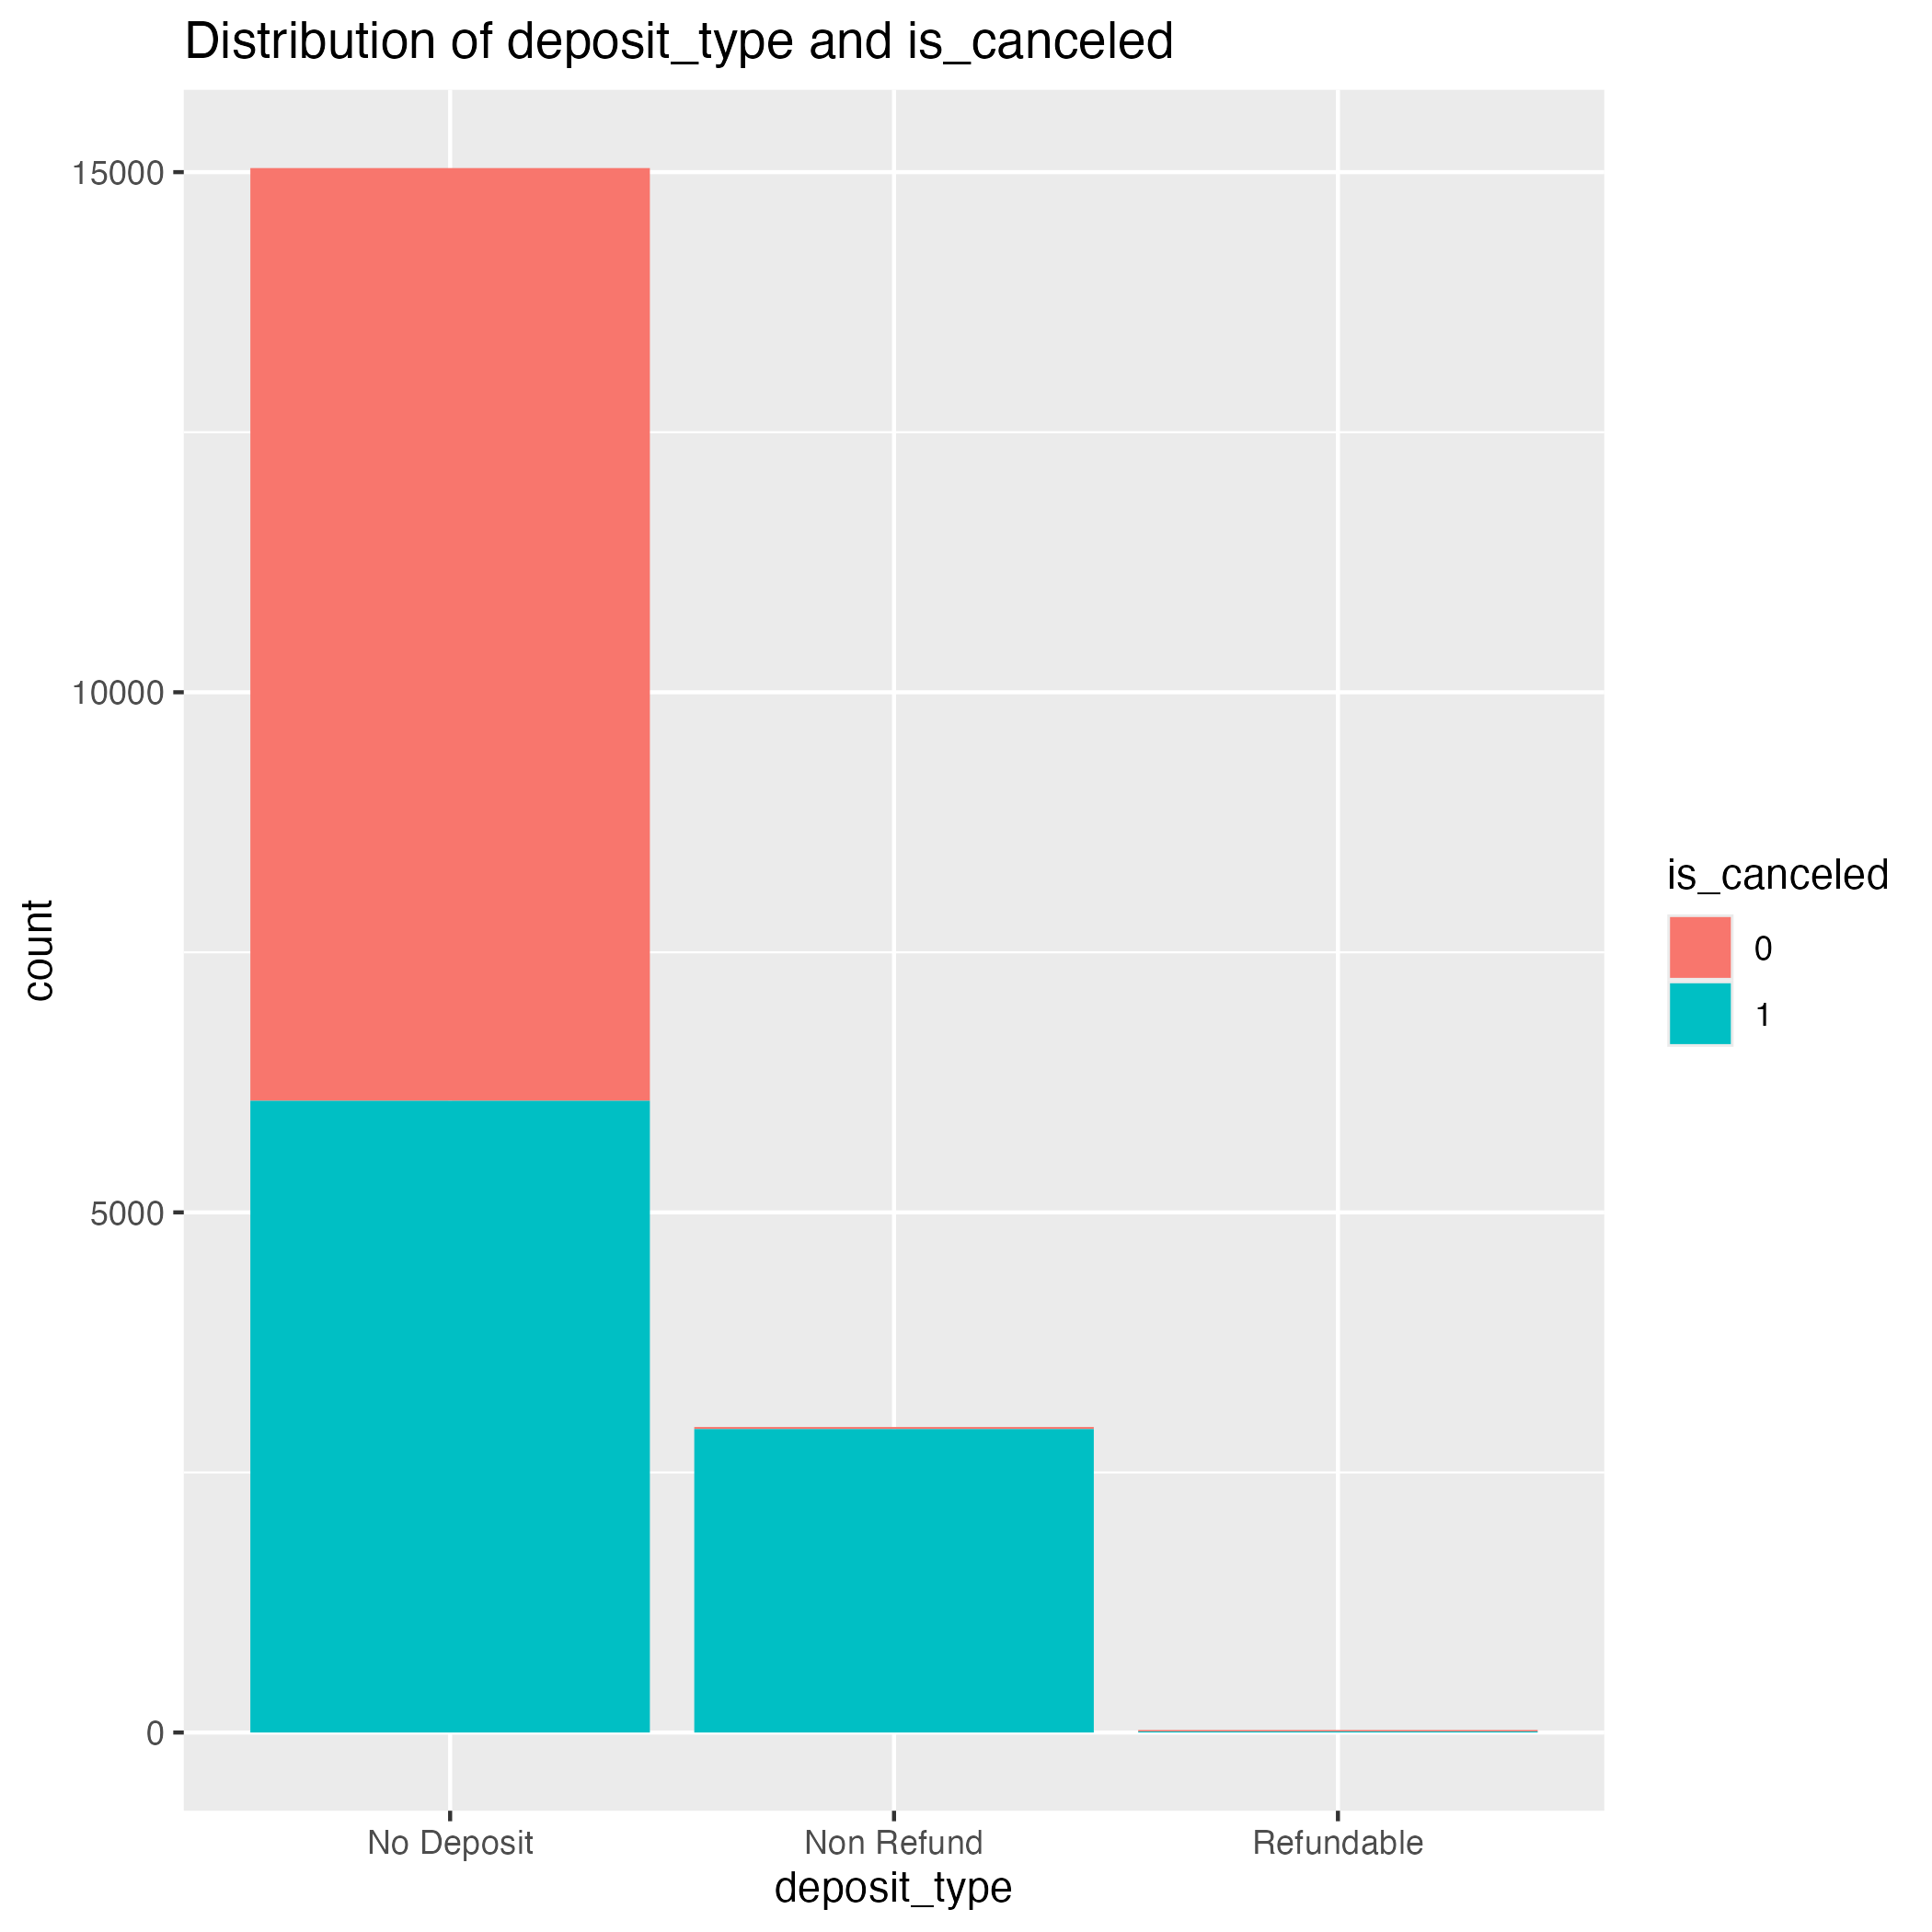 Distribution of deposit_type and is_canceled
15000
10000
5000
0
count
No Deposit
Non Refund
Refundable
deposit_type
is_canceled
0
1